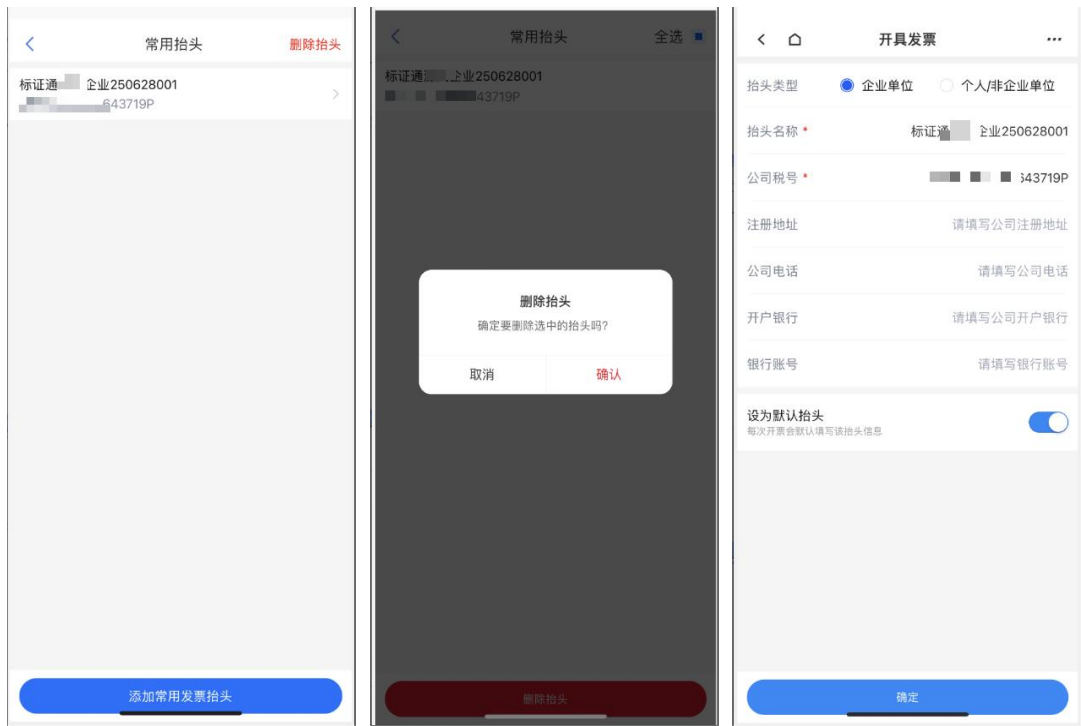 常用抬头
删除抬头
标证通 企业250628001
643719P
添加常用发票抬头
常用抬头
全选
标证通 企业250628001
43719P
删除抬头
确定要删除选中的抬头吗?
取消
确认
删除抬头
开具发票
抬头类型
企业单位
个人/非企业单位
抬头名称 *
标证通 企业250628001
公司税号 *
643719P
注册地址
请填写公司注册地址
公司电话
请填写公司电话
开户银行
请填写公司开户银行
银行账号
请填写银行账号
设为默认抬头
每次开票会默认填写该抬头信息
确定